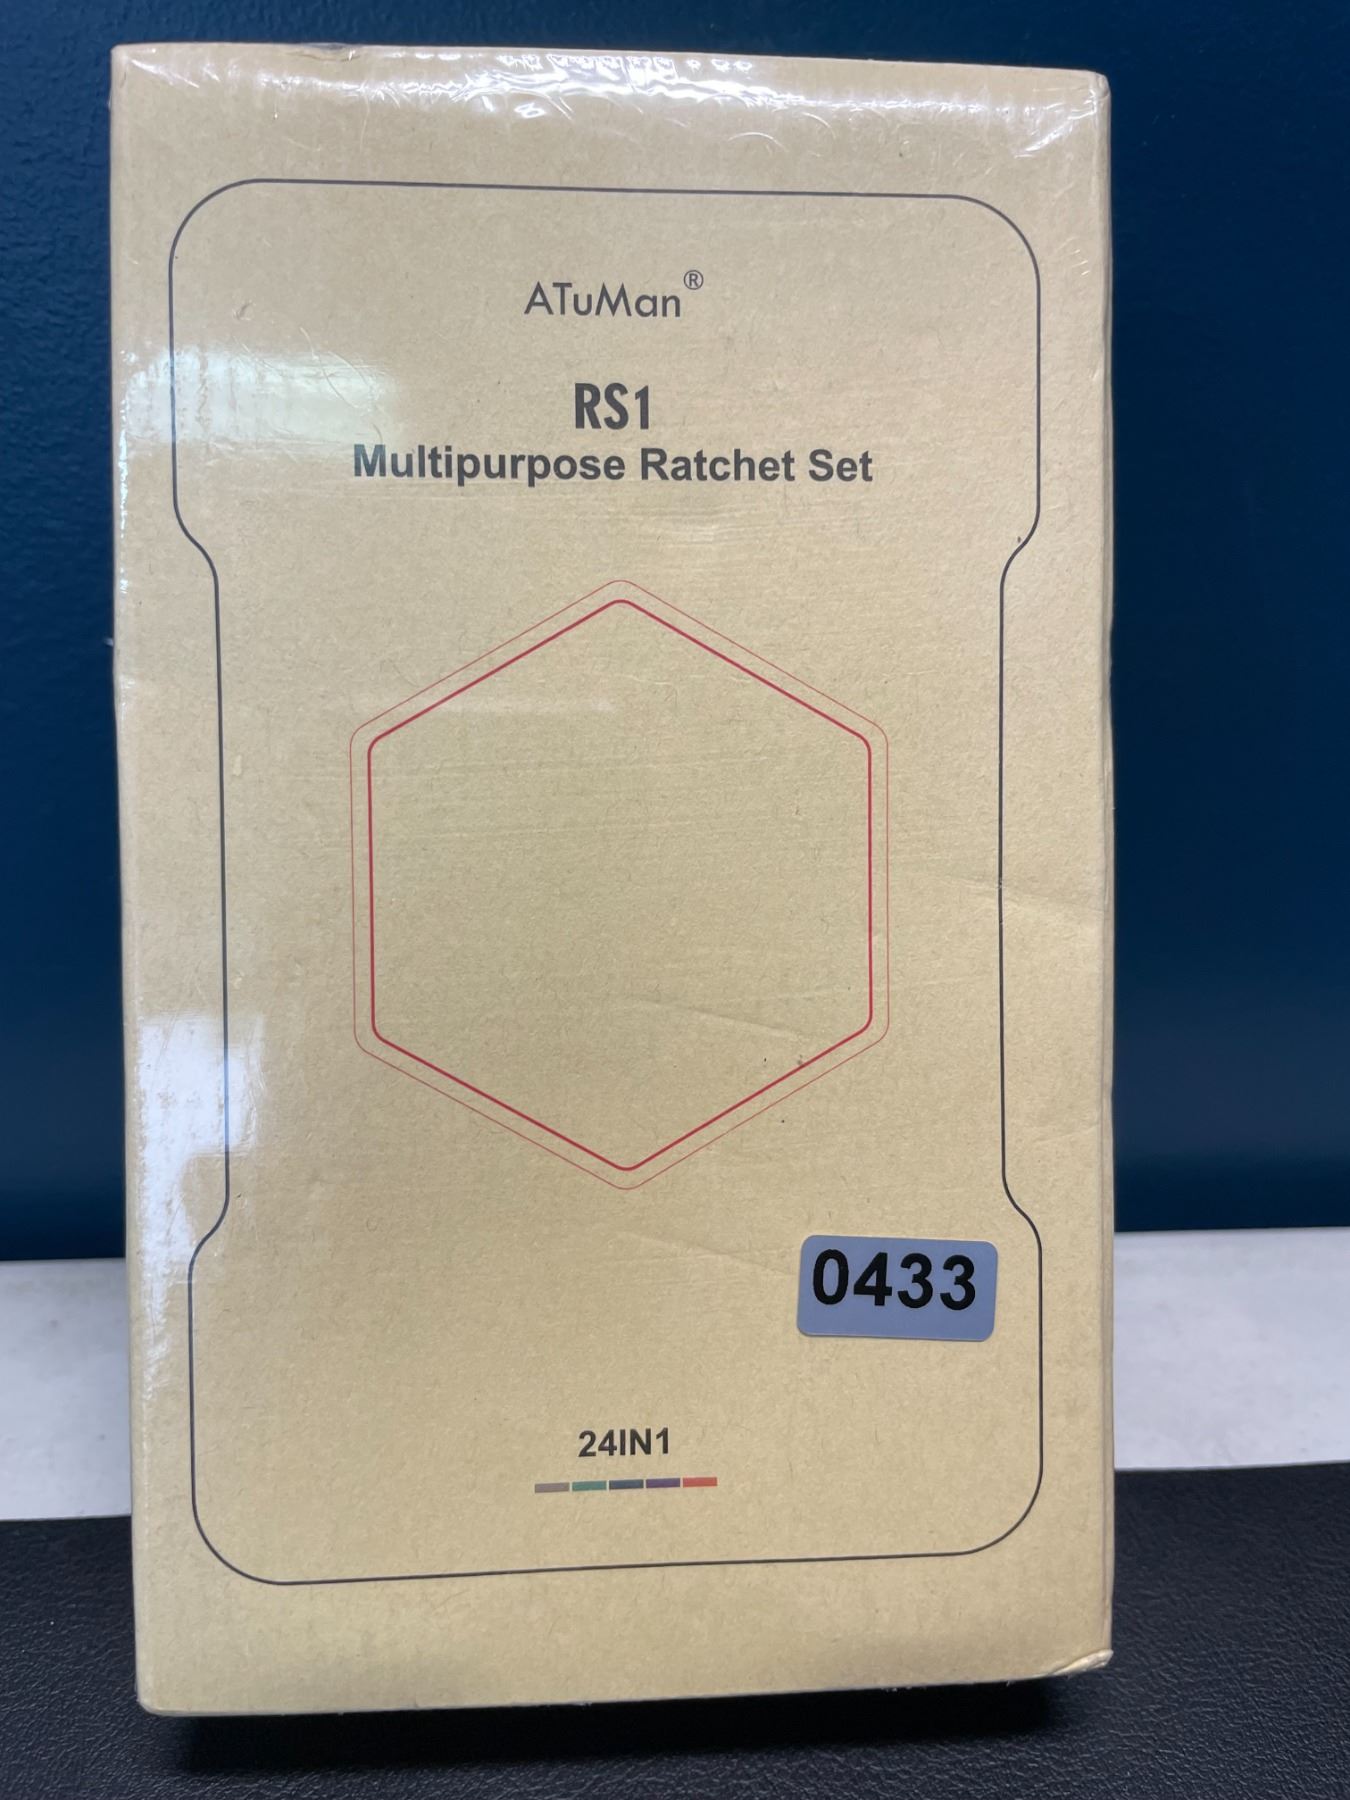 ATuMan®
RS1
Multipurpose Ratchet Set
0433
24IN1